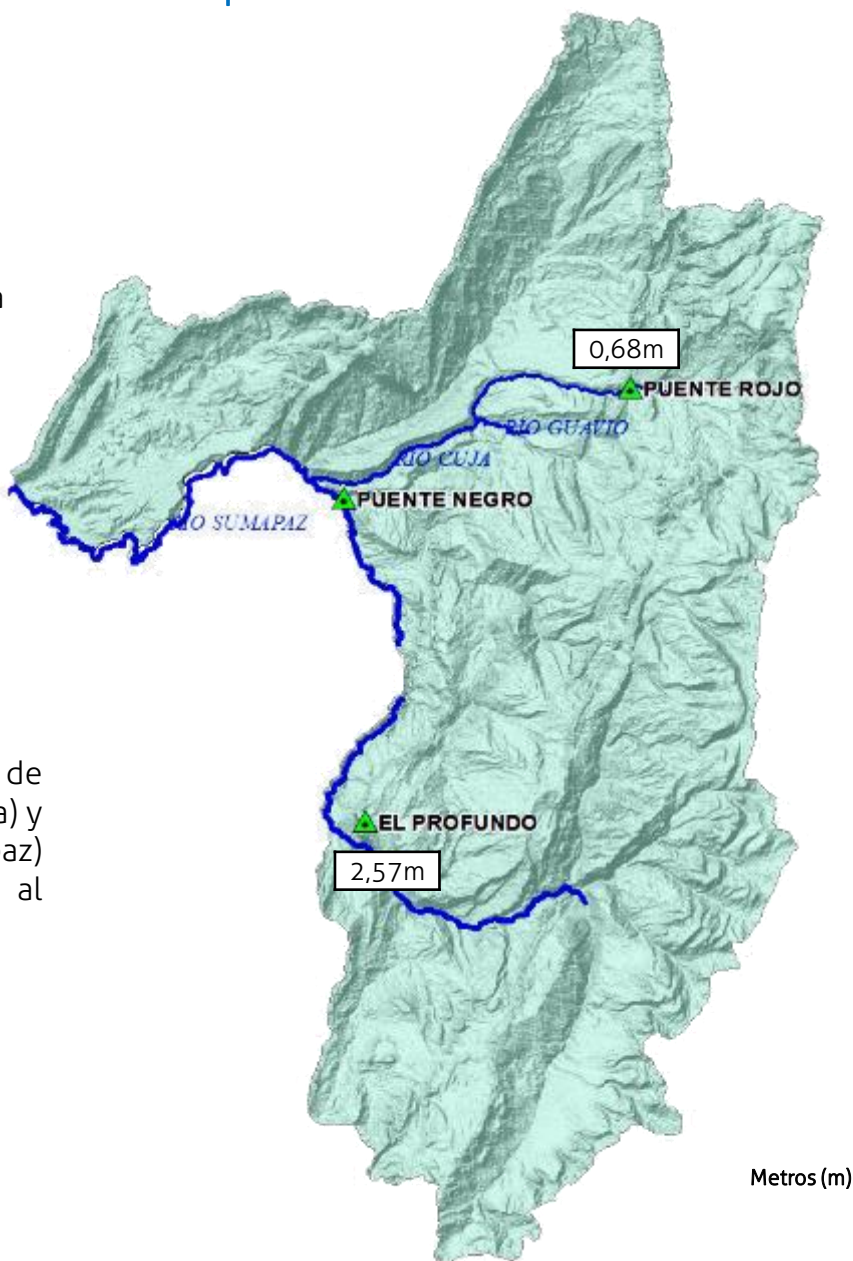 0,68m
PUENTE ROJO
RIO GUAVIO
RIO CUJA
PUENTE NEGRO
RIO SUMAPAZ
de
a) y
EL PROFUNDO
az)
2,57m
al
Metros (m)